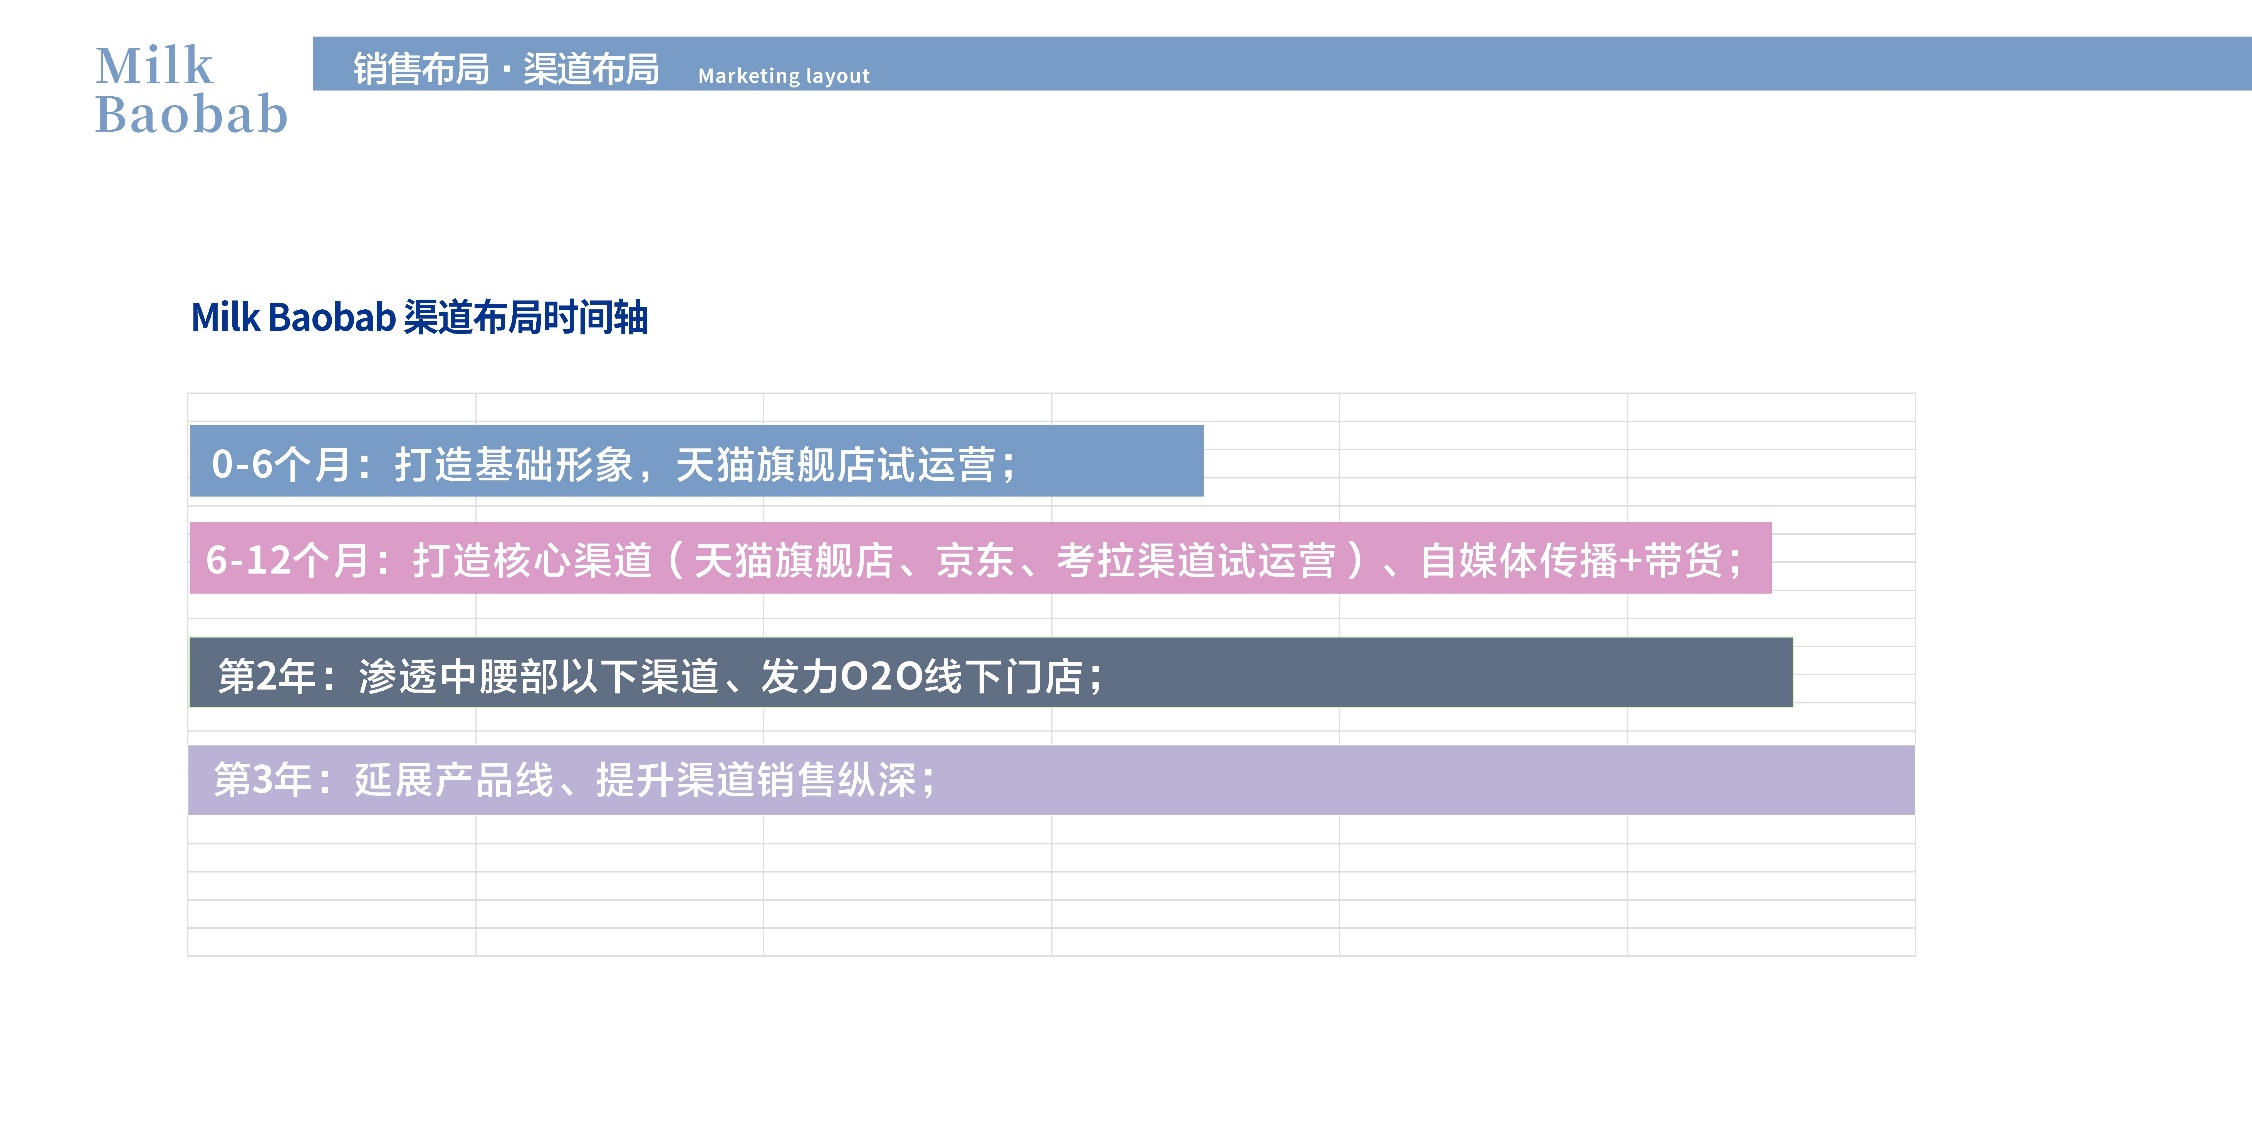 Milk
Baobab
销售布局·渠道布局 Marketing layout
Milk Baobab 渠道布局时间轴
0-6个月：打造基础形象，天猫旗舰店试运营；
6-12个月：打造核心渠道（天猫旗舰店、京东、考拉渠道试运营）、自媒体传播+带货；
第2年：渗透中腰部以下渠道、发力O2O线下门店；
第3年：延展产品线、提升渠道销售纵深；